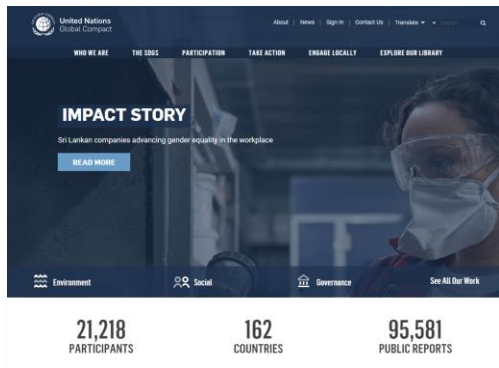 United Nations
Global Compact
About | News | Sign In | Contact Us | Translate
Search
WHO WE ARE THE SDGS PARTICIPATION TAKE ACTION ENGAGE LOCALLY EXPLORE OUR LIBRARY
IMPACT STORY
Sri Lankan companies advancing gender equality in the workplace
READ MORE
Environment Social Governance See All Our Work
21,218 162 95,581
PARTICIPANTS COUNTRIES PUBLIC REPORTS